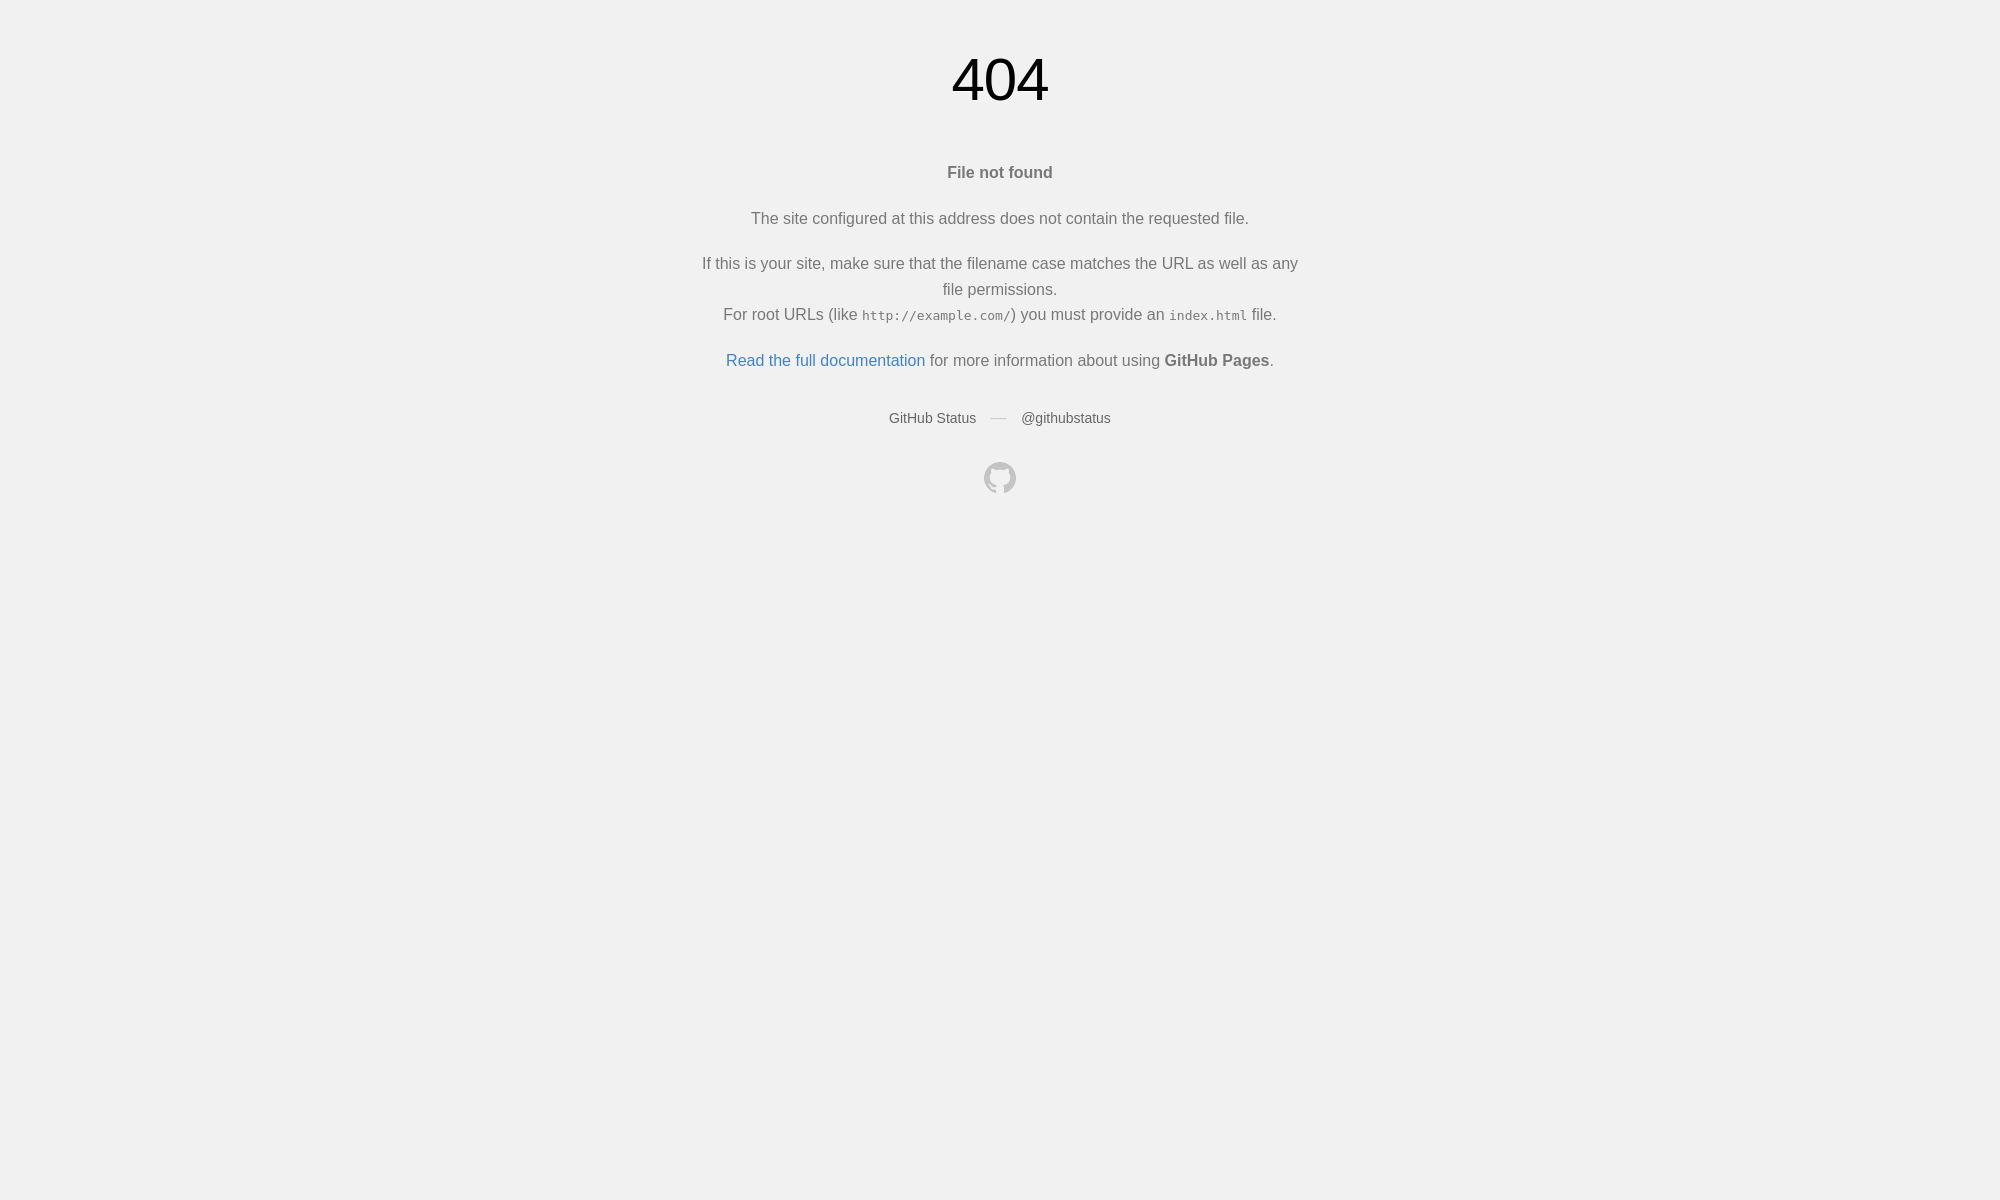 404
File not found
The site configured at this address does not contain the requested file.
If this is your site, make sure that the filename case matches the URL as well as any
file permissions.
For root URLs (like http://example.com/) you must provide an index.html file.
Read the full documentation for more information about using GitHub Pages.
GitHub Status — @githubstatus